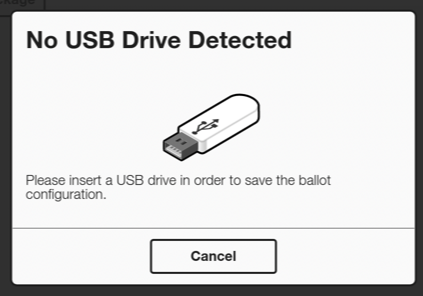 No USB Drive Detected
Please insert a USB drive in order to save the ballot
configuration.
Cancel